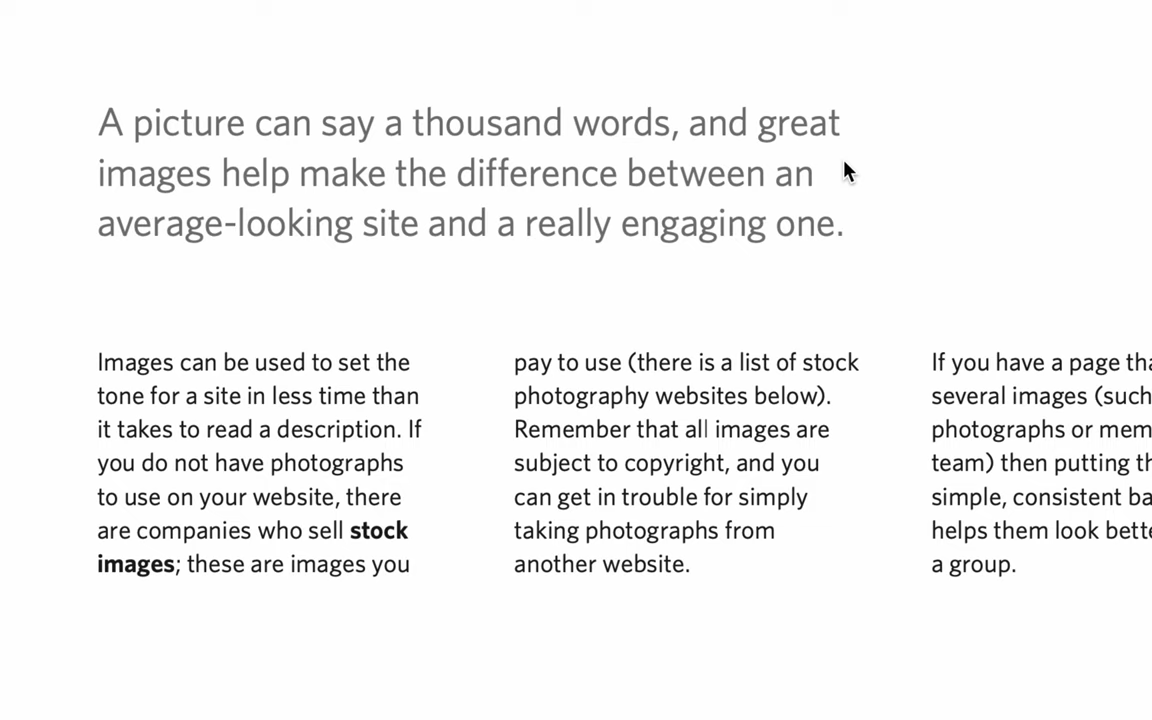 A picture can say a thousand words, and great
images help make the difference between an
average-looking site and a really engaging one.
Images can be used to set the
tone for a site in less time than
it takes to read a description. If
you do not have photographs
to use on your website, there
are companies who sell stock
images; these are images you
pay to use (there is a list of stock
photography websites below).
Remember that all images are
subject to copyright, and you
can get in trouble for simply
taking photographs from
another website.
If you have a page
several images (such
photographs or
team) then putting
simple, consistent
helps them look
a group.